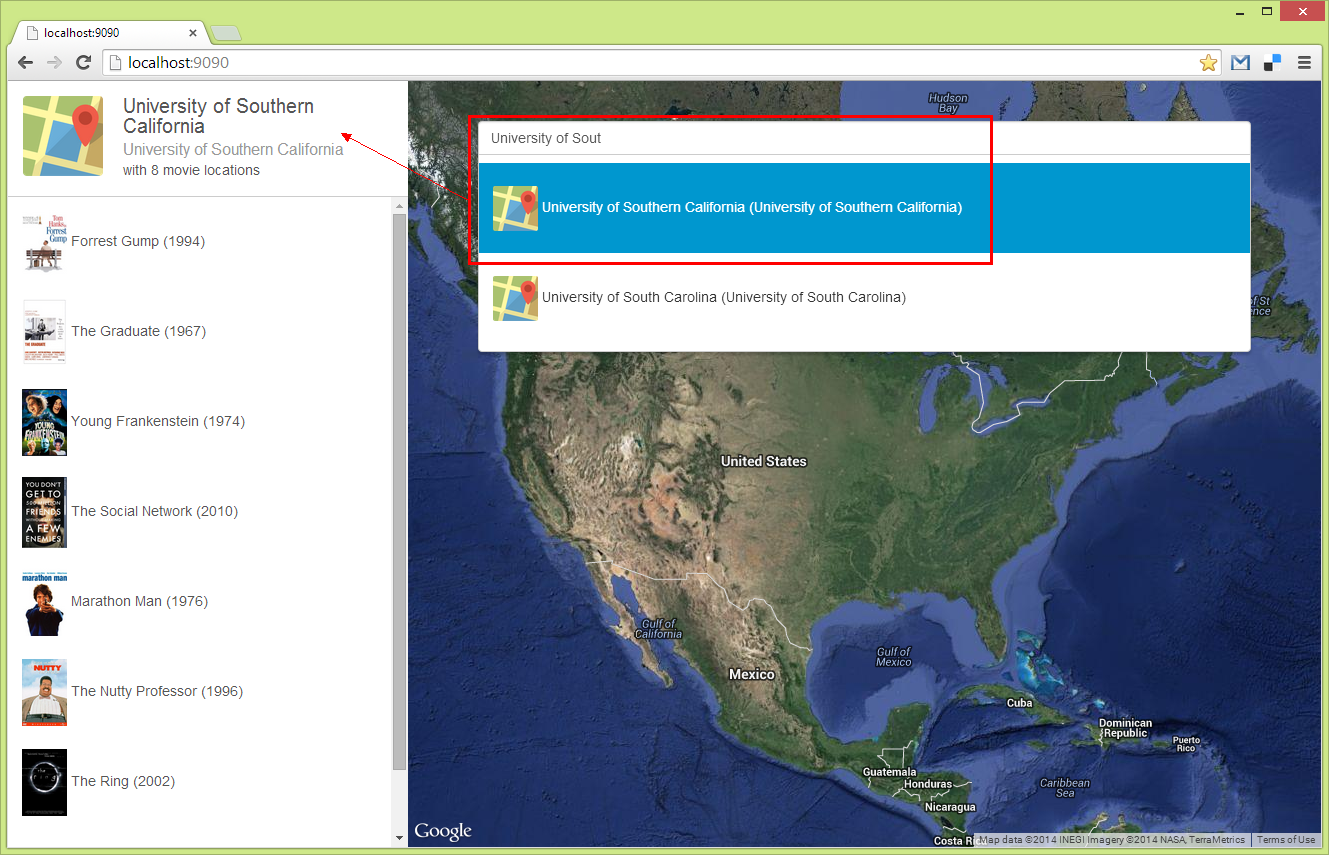 localhost:9090
localhost:9090
University of Southern
California
University of Southern California
with 8 movie locations
Tom
Hanks
Forrest
Gump
Forrest Gump (1994)
The Graduate (1967)
YOUNG
FRANKENSTEIN
Young Frankenstein (1974)
YOU DON'T
GET TO
500 MILLION
FRIENDS
WITHOUT MAKING
A FEW
ENEMIES
The Social Network (2010)
marathon man
Marathon Man (1976)
NUTTY
The Nutty Professor (1996)
The Ring (2002)
University of Sout
University of Southern California (University of Southern California)
University of South Carolina (University of South Carolina)
Hudson
Bay
United States
Gulf of
California
Gulf of
Mexico
Mexico
Cuba
Dominican
Republic
Puerto
Rico
Guatemala
Honduras
Caribbean
Sea
Nicaragua
Google
Map data ©2014 INEGI Imagery ©2014 NASA, TerraMetrics
Terms of Use